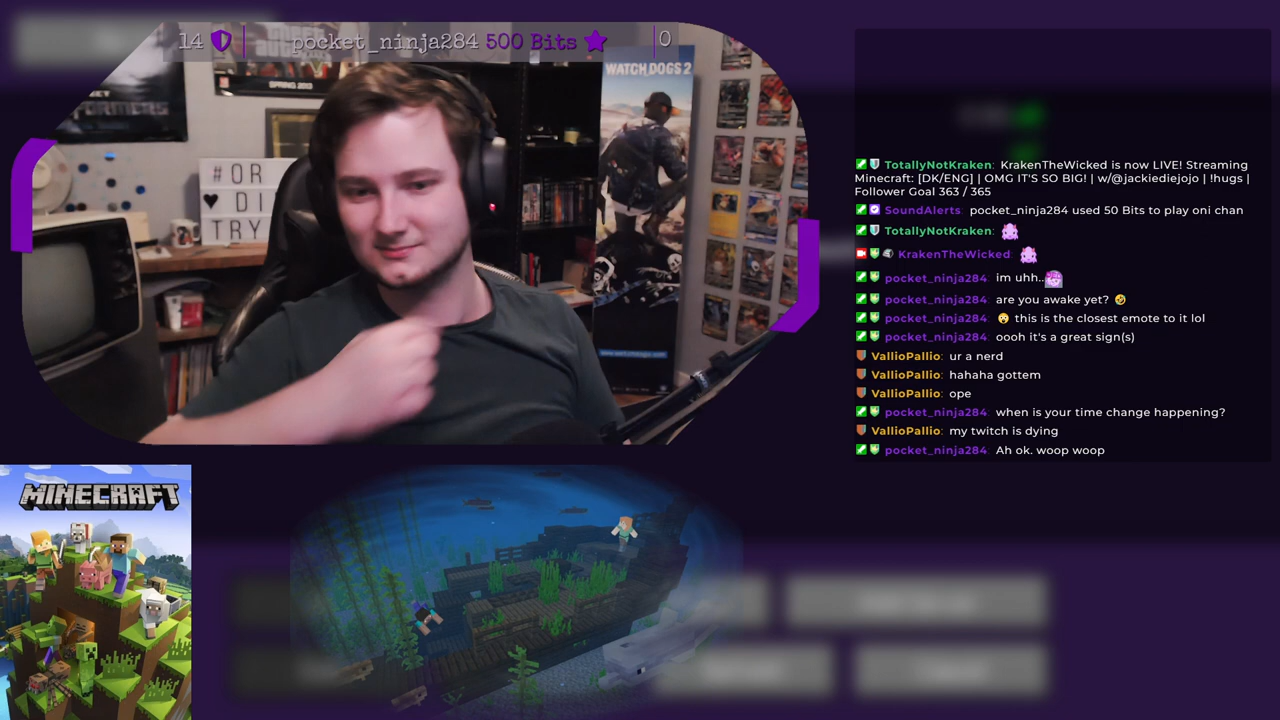 14
pocket_ninja284 500 Bits
0
SPRING 2013
WATCH_DOGS 2
#OR
♥ DI
TRY
TotallyNotKraken: KrakenTheWicked is now LIVE! Streaming
Minecraft: [DK/ENG] | OMG IT'S SO BIG! | w/@jackiediejojo | !hugs |
Follower Goal 363 / 365
SoundAlerts: pocket_ninja284 used 50 Bits to play oni chan
TotallyNotKraken:
KrakenTheWicked:
pocket_ninja284: im uhh..
pocket_ninja284: are you awake yet? 🤣
pocket_ninja284: 😮 this is the closest emote to it lol
pocket_ninja284: oooh it's a great sign(s)
VallioPallio: ur a nerd
VallioPallio: hahaha gottem
VallioPallio: ope
pocket_ninja284: when is your time change happening?
VallioPallio: my twitch is dying
pocket_ninja284: Ah ok. woop woop
MINECRAFT